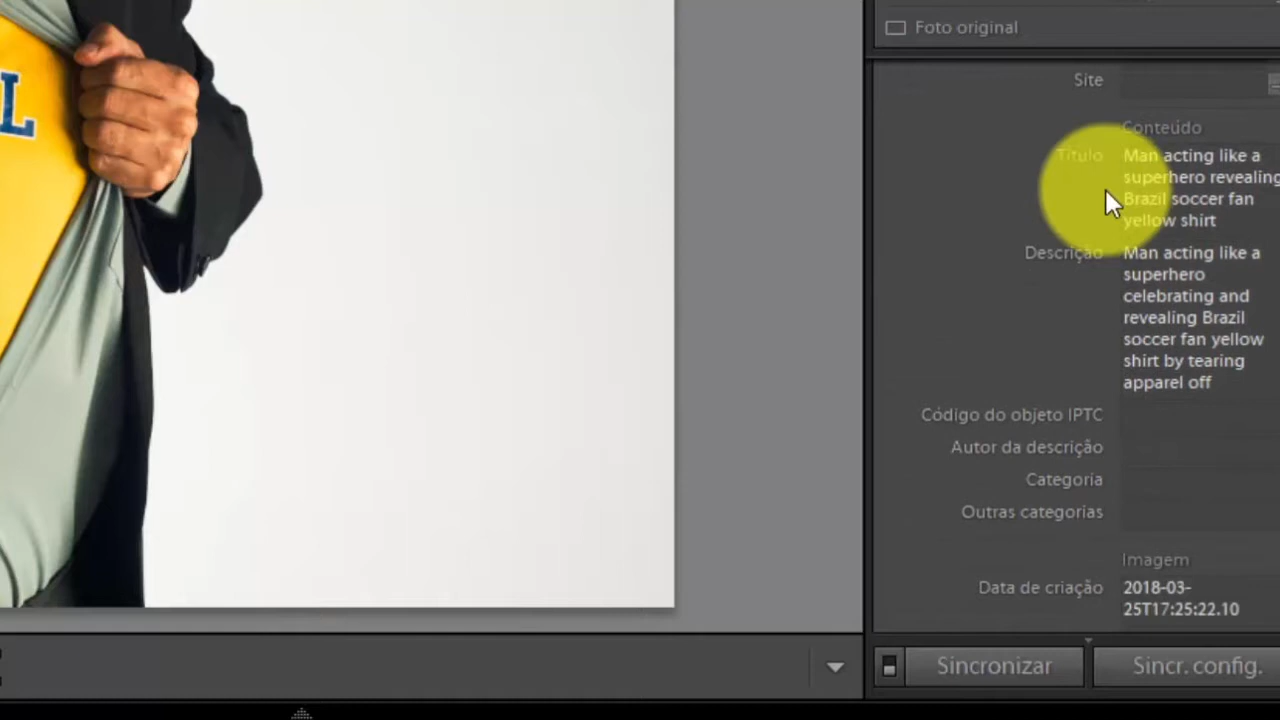 L
Foto original
Site
Conteúdo
Título
Man acting like a
superhero revealing
Brazil soccer fan
yellow shirt
Descrição
Man acting like a
superhero
celebrating and
revealing Brazil
soccer fan yellow
shirt by tearing
apparel off
Código do objeto IPTC
Autor da descrição
Categoria
Outras categorias
Imagem
Data de criação
2018-03-
25T17:25:22.10
Sincronizar
Sincr. config.